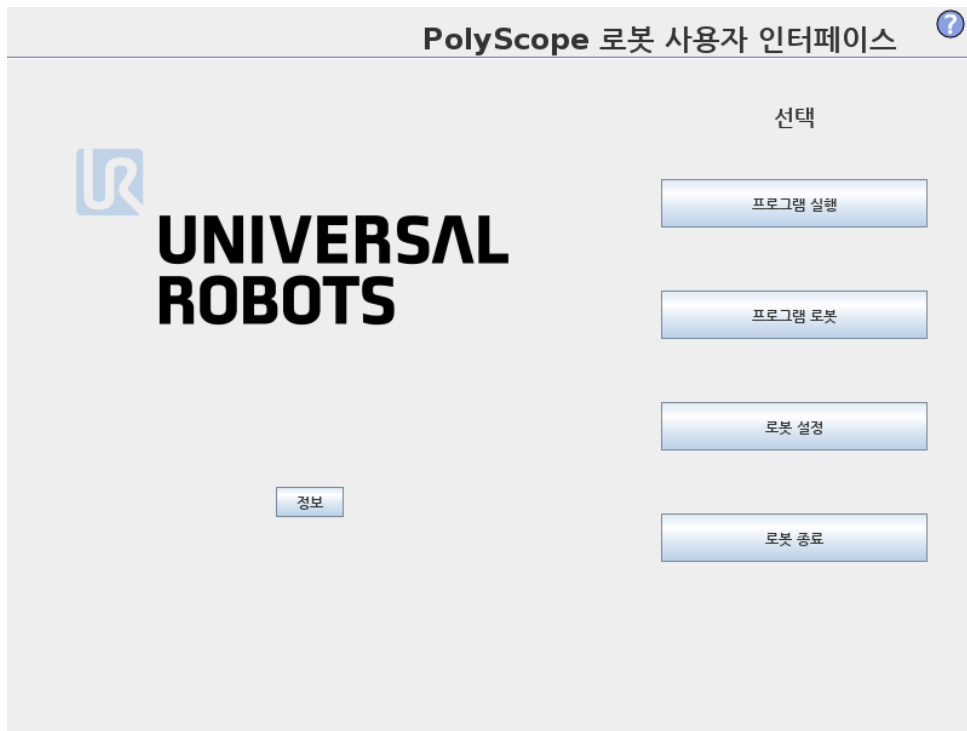 PolyScope 로봇 사용자 인터페이스
?
선택
UR
UNIVERSAL
ROBOTS
프로그램 실행
프로그램 로봇
로봇 설정
정보
로봇 종료